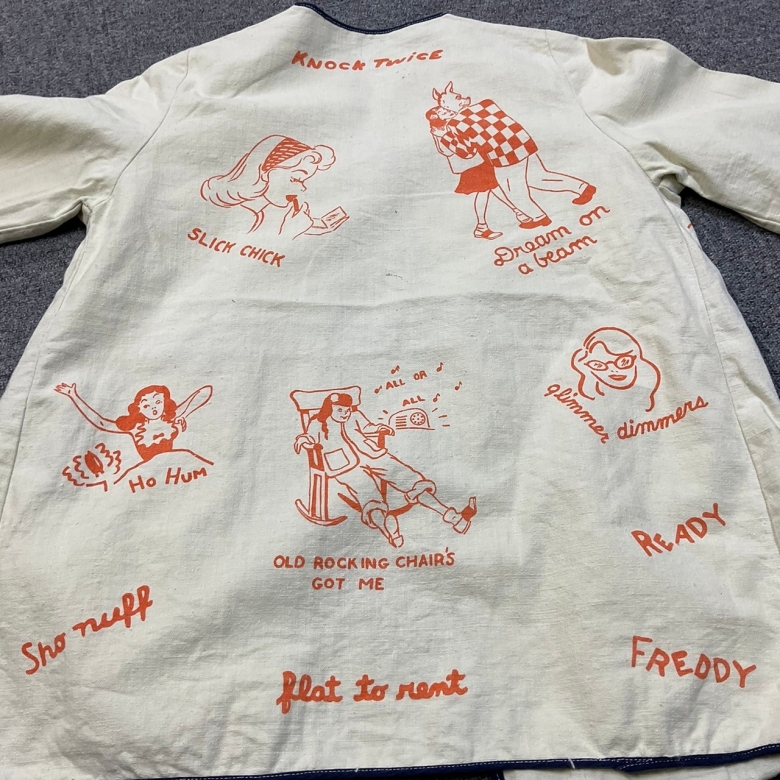 KNOCK TWICE
SLICK CHICK
Dream on
a beam
ALL OR
ALL
glimmer dimmers
HO HUM
OLD ROCKING CHAIR'S
GOT ME
READY
Sho nuff
FREDDY
flat to rent